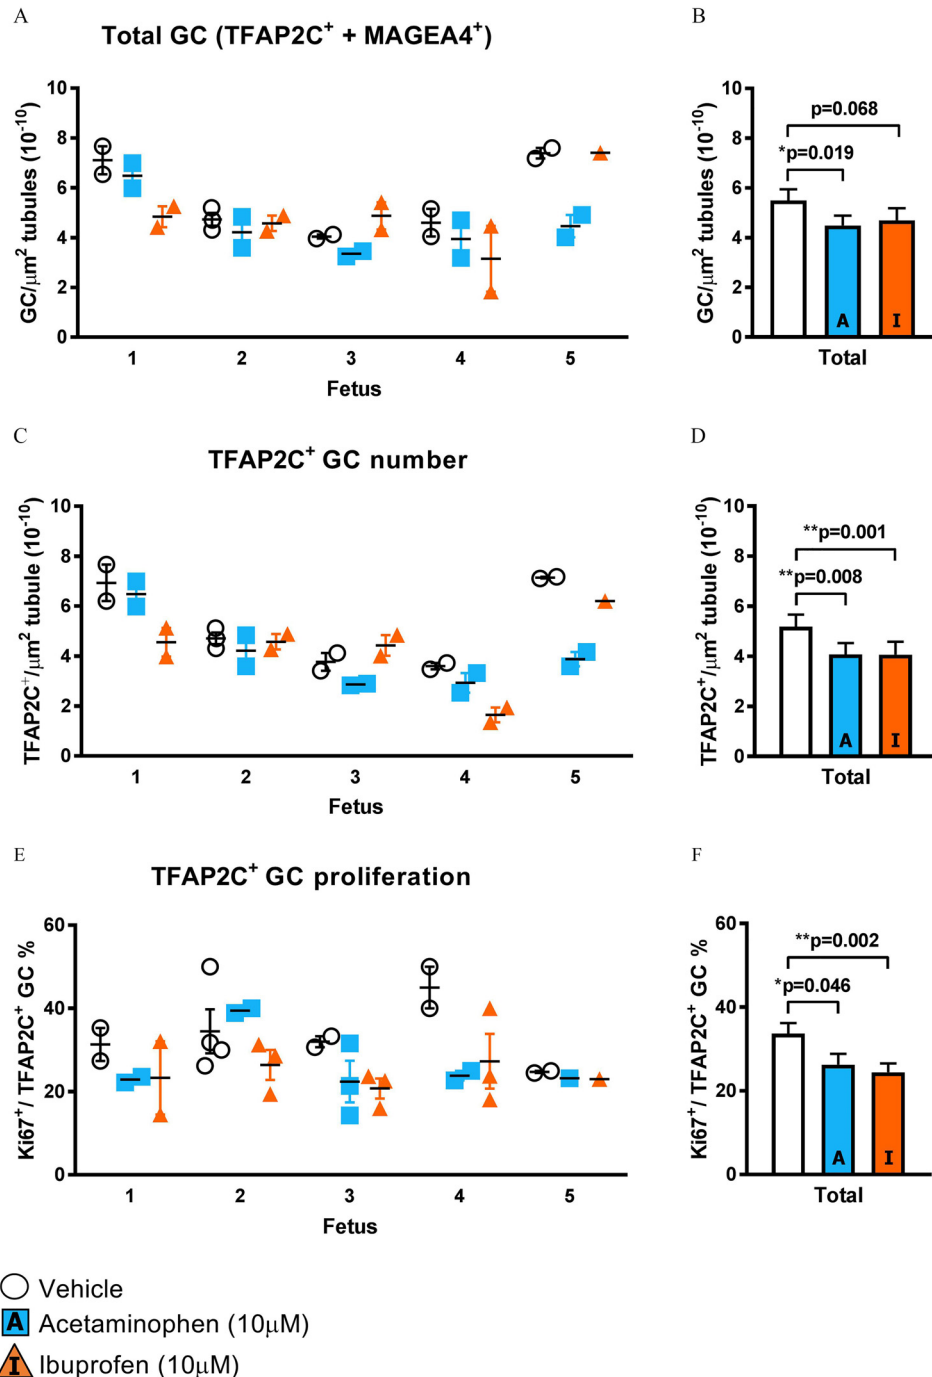 A
Total GC (TFAP2C⁺ + MAGEA4⁺)
GC/μm² tubules (10⁻¹⁰)
10
8
6
4
2
0
1 2 3 4 5
Fetus
B
GC/μm² tubules (10⁻¹⁰)
10
8
6
4
2
0
p=0.068
*p=0.019
A I
Total
C
TFAP2C⁺ GC number
TFAP2C⁺/μm² tubule (10⁻¹⁰)
10
8
6
4
2
0
1 2 3 4 5
Fetus
D
TFAP2C⁺/μm² tubule (10⁻¹⁰)
10
8
6
4
2
0
**p=0.001
**p=0.008
A I
Total
E
TFAP2C⁺ GC proliferation
Ki67⁺/ TFAP2C⁺ GC %
60
40
20
0
1 2 3 4 5
Fetus
F
Ki67⁺/ TFAP2C⁺ GC %
60
40
20
0
**p=0.002
*p=0.046
A I
Total
Vehicle
A Acetaminophen (10μM)
I Ibuprofen (10μM)